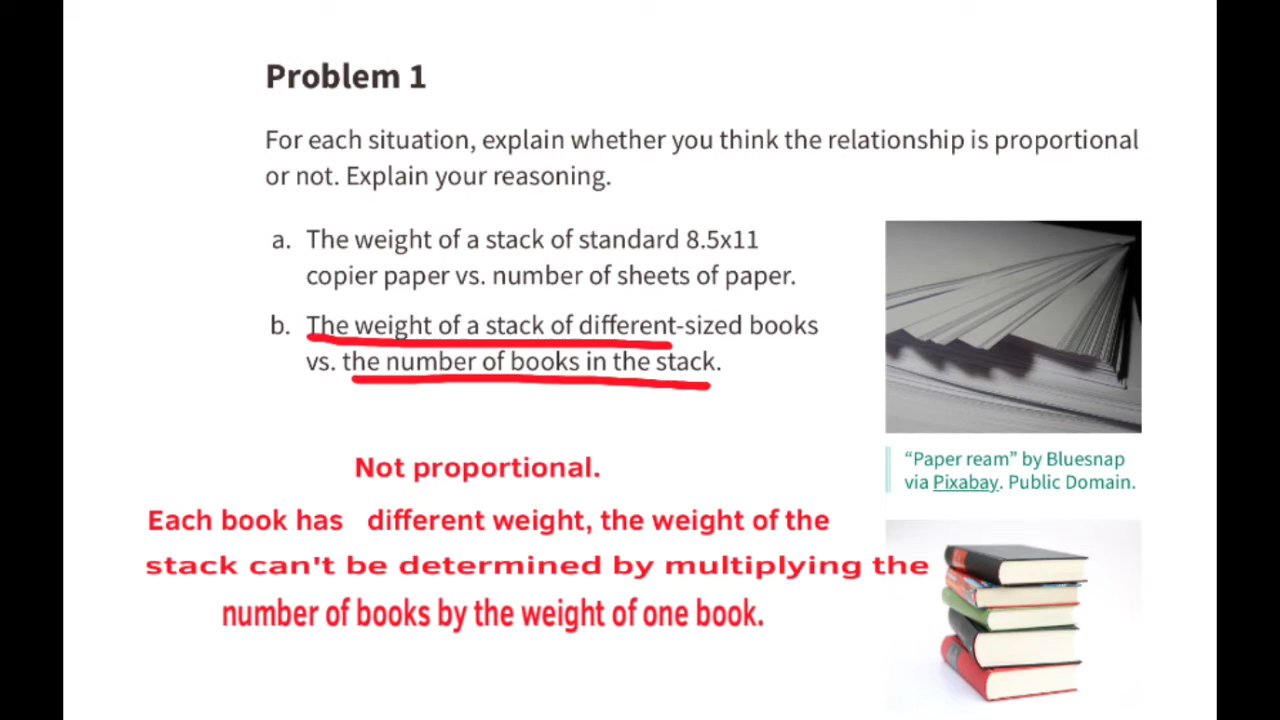 Problem 1
For each situation, explain whether you think the relationship is proportional
or not. Explain your reasoning.
a. The weight of a stack of standard 8.5x11
copier paper vs. number of sheets of paper.
b. The weight of a stack of different-sized books
vs. the number of books in the stack.
“Paper ream” by Bluesnap
via Pixabay. Public Domain.
Not proportional.
Each book has different weight, the weight of the
stack can't be determined by multiplying the
number of books by the weight of one book.